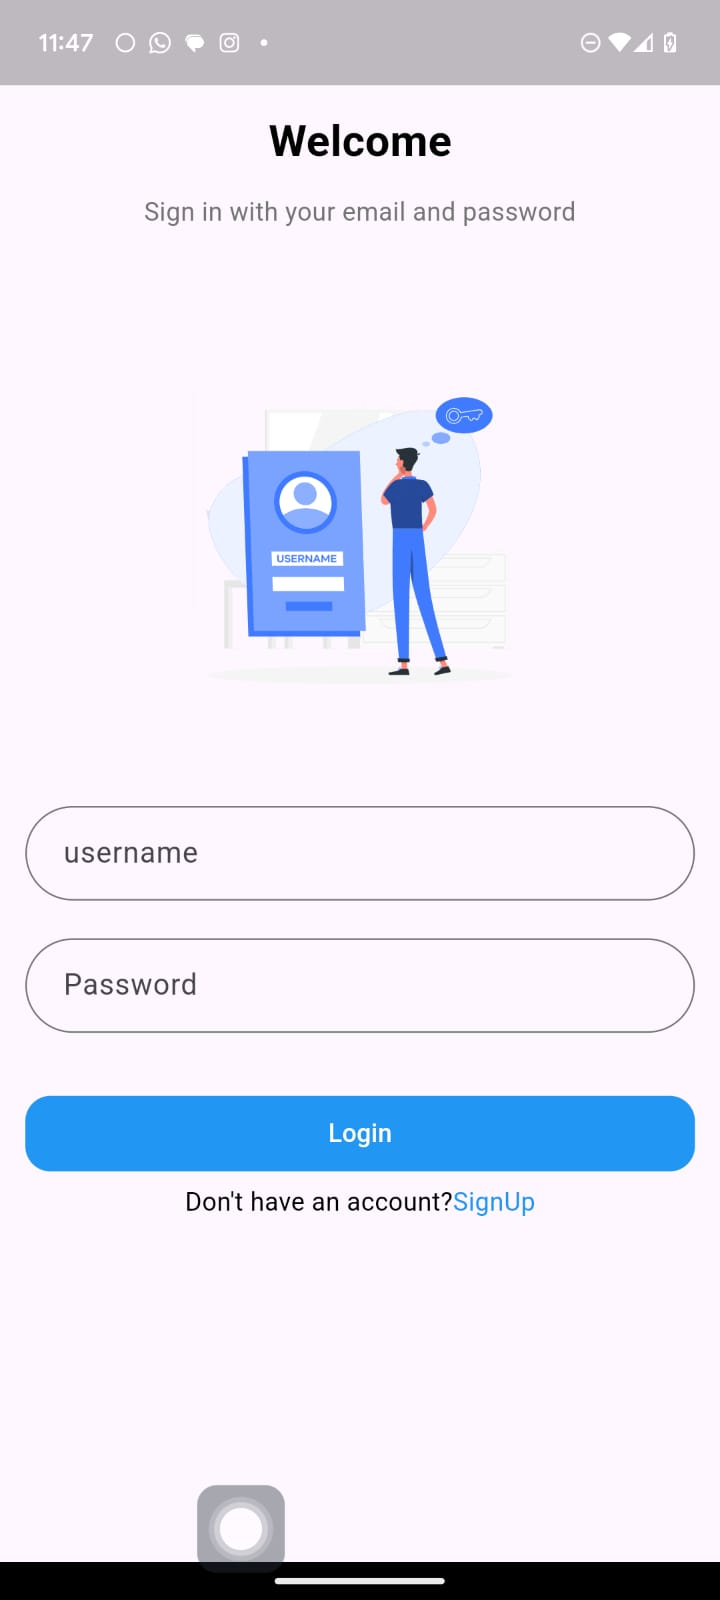 11:47
Welcome
Sign in with your email and password
USERNAME
username
Password
Login
Don't have an account?SignUp